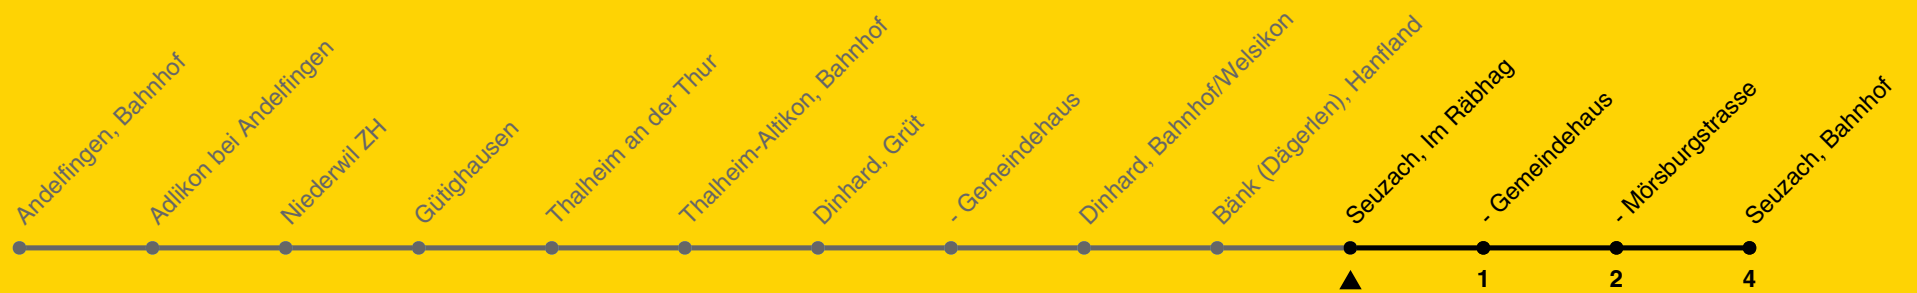 Andelfingen, Bahnhof
Adlikon bei Andelfingen
Niederwil ZH
Gütighausen
Thalheim an der Thur
Thalheim-Altikon, Bahnhof
Dinhard, Grüt
- Gemeindehaus
Dinhard, Bahnhof/Welsikon
Bänk (Dägerlen), Hanfland
Seuzach, Im Räbhag
- Gemeindehaus
- Mörsburgstrasse
Seuzach, Bahnhof
1 2 4